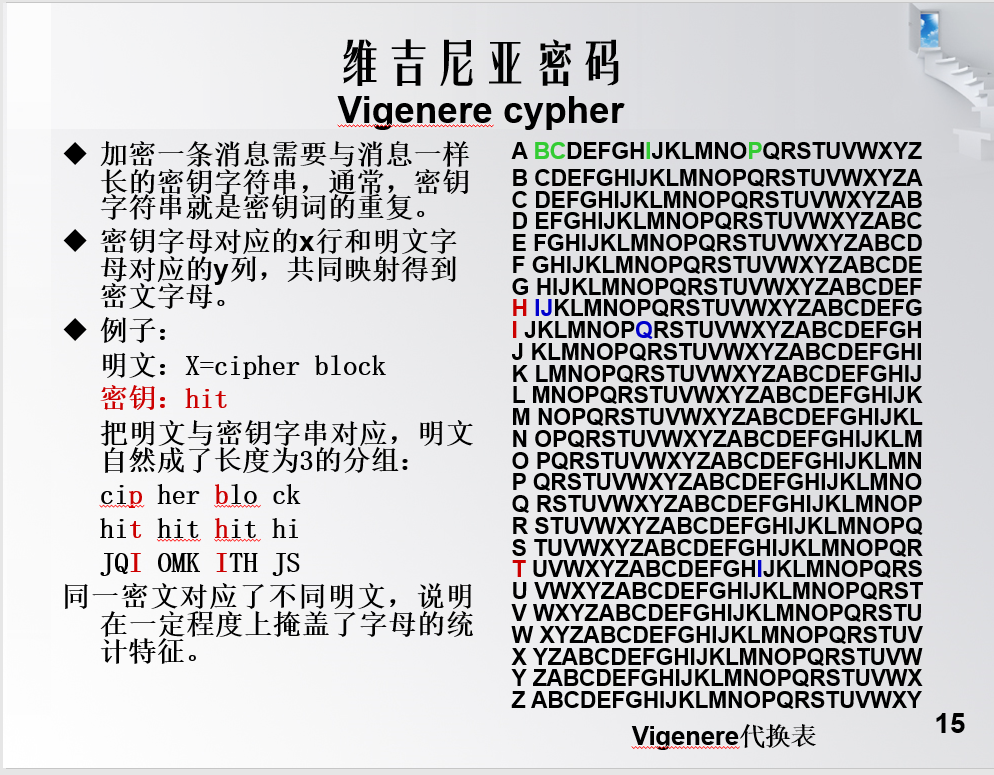 维吉尼亚密码
Vigenere cypher
◆ 加密一条消息需要与消息一样
长的密钥字符串，通常，密钥
字符串就是密钥词的重复。
◆ 密钥字母对应的x行和明文字
母对应的y列，共同映射得到
密文字母。
◆ 例子：
明文：X=cipher block
密钥：hit
把明文与密钥字串对应，明文
自然成了长度为3的分组：
cip her blo ck
hit hit hit hi
JQI OMK ITH JS
同一密文对应了不同明文，说明
在一定程度上掩盖了字母的统
计特征。
A BCDEFGHIJKLMNOPQRSTUVWXYZ
B CDEFGHIJKLMNOPQRSTUVWXYZA
C DEFGHIJKLMNOPQRSTUVWXYZAB
D EFGHIJKLMNOPQRSTUVWXYZABC
E FGHIJKLMNOPQRSTUVWXYZABCD
F GHIJKLMNOPQRSTUVWXYZABCDE
G HIJKLMNOPQRSTUVWXYZABCDEF
H IJKLMNOPQRSTUVWXYZABCDEFG
I JKLMNOPQRSTUVWXYZABCDEFGH
J KLMNOPQRSTUVWXYZABCDEFGHI
K LMNOPQRSTUVWXYZABCDEFGHIJ
L MNOPQRSTUVWXYZABCDEFGHIJK
M NOPQRSTUVWXYZABCDEFGHIJKL
N OPQRSTUVWXYZABCDEFGHIJKLM
O PQRSTUVWXYZABCDEFGHIJKLMN
P QRSTUVWXYZABCDEFGHIJKLMNO
Q RSTUVWXYZABCDEFGHIJKLMNOP
R STUVWXYZABCDEFGHIJKLMNOPQ
S TUVWXYZABCDEFGHIJKLMNOPQR
T UVWXYZABCDEFGHIJKLMNOPQRS
U VWXYZABCDEFGHIJKLMNOPQRST
V WXYZABCDEFGHIJKLMNOPQRSTU
W XYZABCDEFGHIJKLMNOPQRSTUV
X YZABCDEFGHIJKLMNOPQRSTUVW
Y ZABCDEFGHIJKLMNOPQRSTUVWX
Z ABCDEFGHIJKLMNOPQRSTUVWXY
Vigenere代换表
15